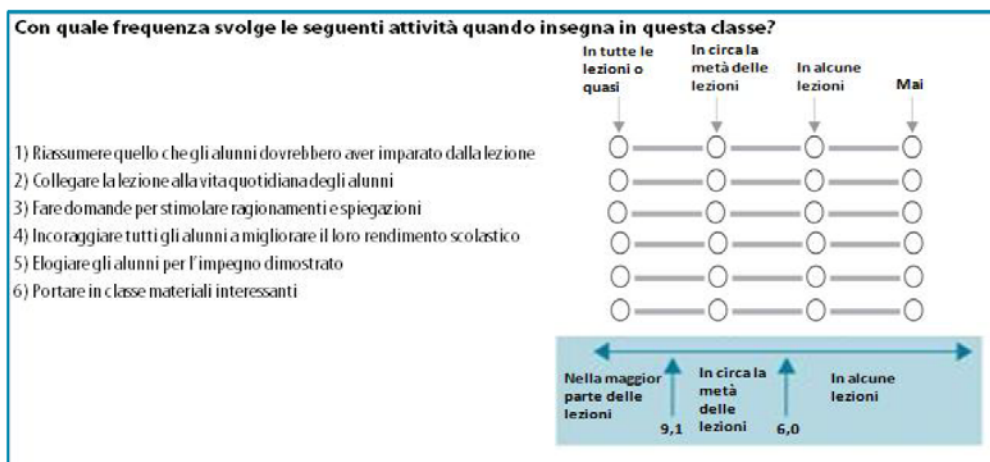 Con quale frequenza svolge le seguenti attività quando insegna in questa classe?
In tutte le
lezioni o
quasi
In circa la
metà delle
lezioni
In alcune
lezioni
Mai
1) Riassumere quello che gli alunni dovrebbero aver imparato dalla lezione
2) Collegare la lezione alla vita quotidiana degli alunni
3) Fare domande per stimolare ragionamenti e spiegazioni
4) Incoraggiare tutti gli alunni a migliorare il loro rendimento scolastico
5) Elogiare gli alunni per l'impegno dimostrato
6) Portare in classe materiali interessanti
Nella maggior
parte delle
lezioni
9,1
In circa la
metà
delle
lezioni
6,0
In alcune
lezioni